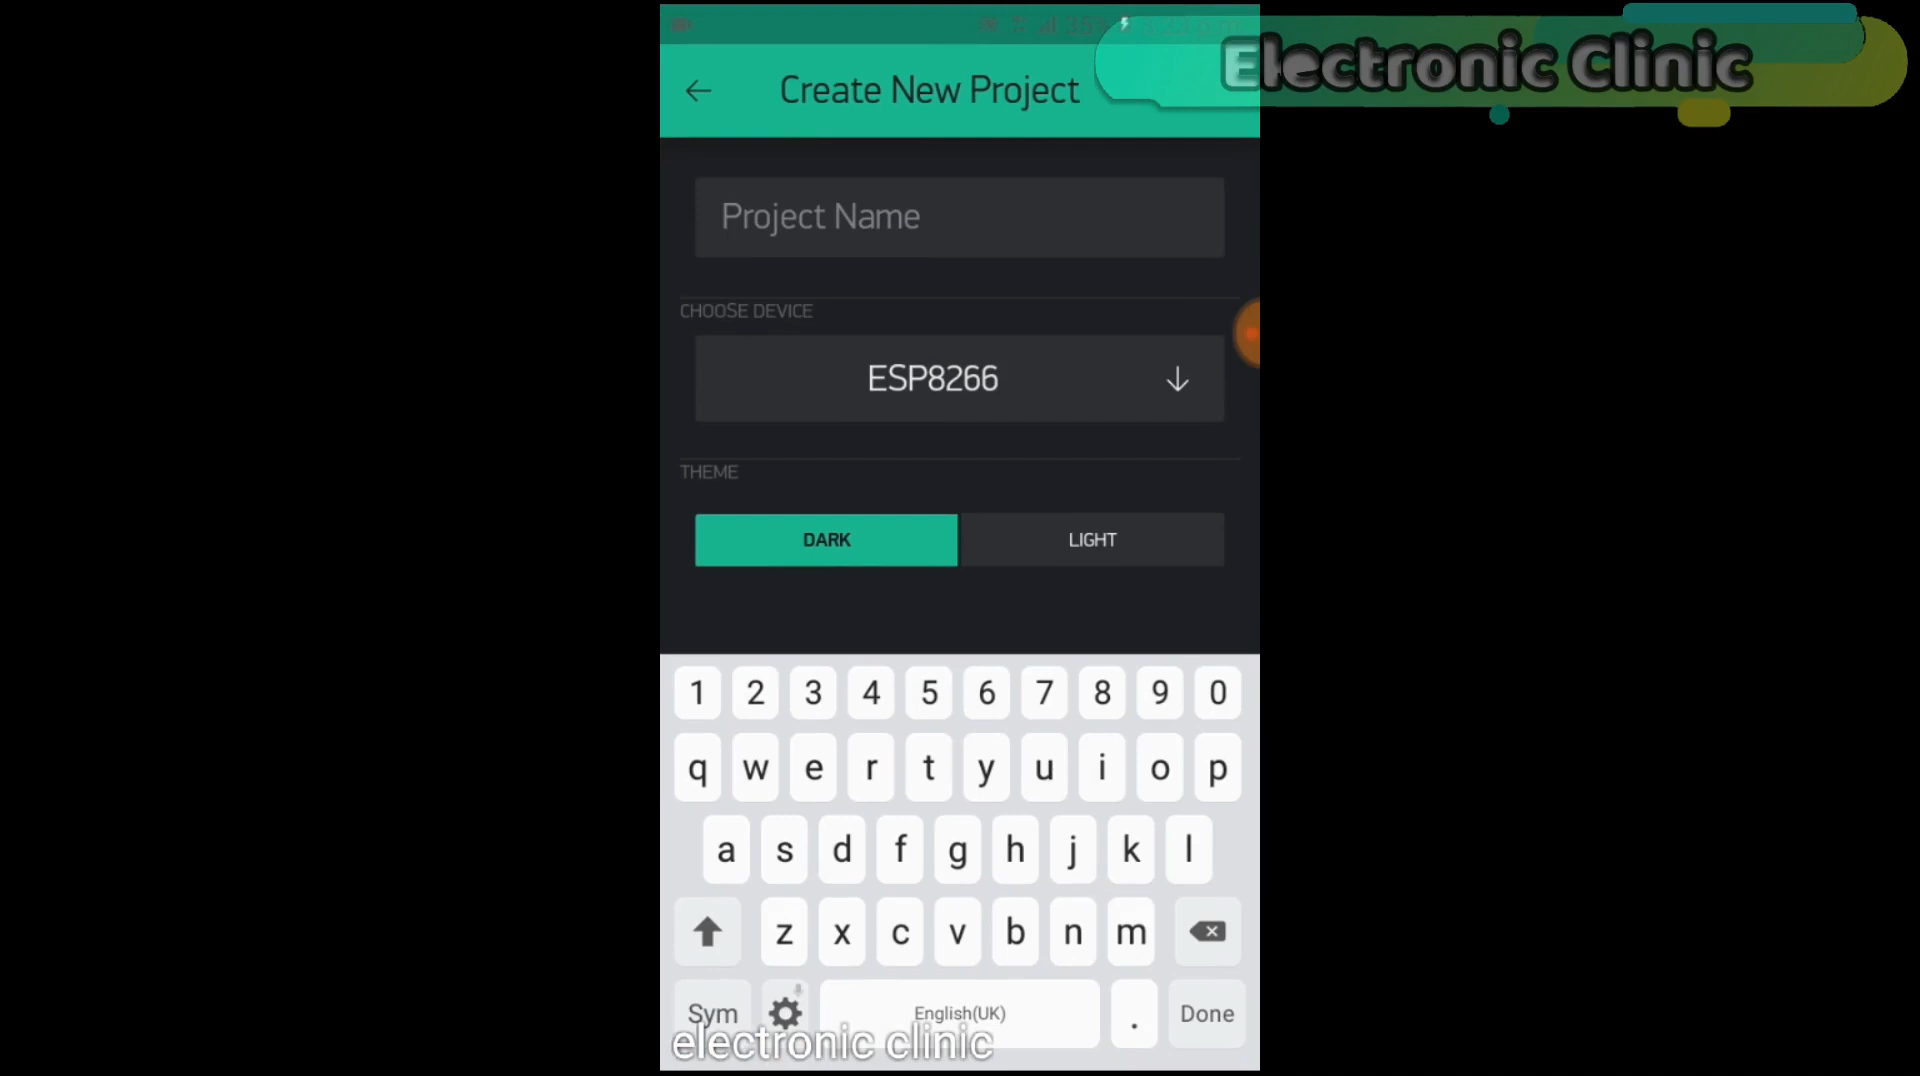 Electronic Clinic
Create New Project
Project Name
CHOOSE DEVICE
ESP8266
THEME
DARK LIGHT
1 2 3 4 5 6 7 8 9 0
q w e r t y u i o p
a s d f g h j k l
z x c v b n m
Sym English(UK) . Done
electronic clinic